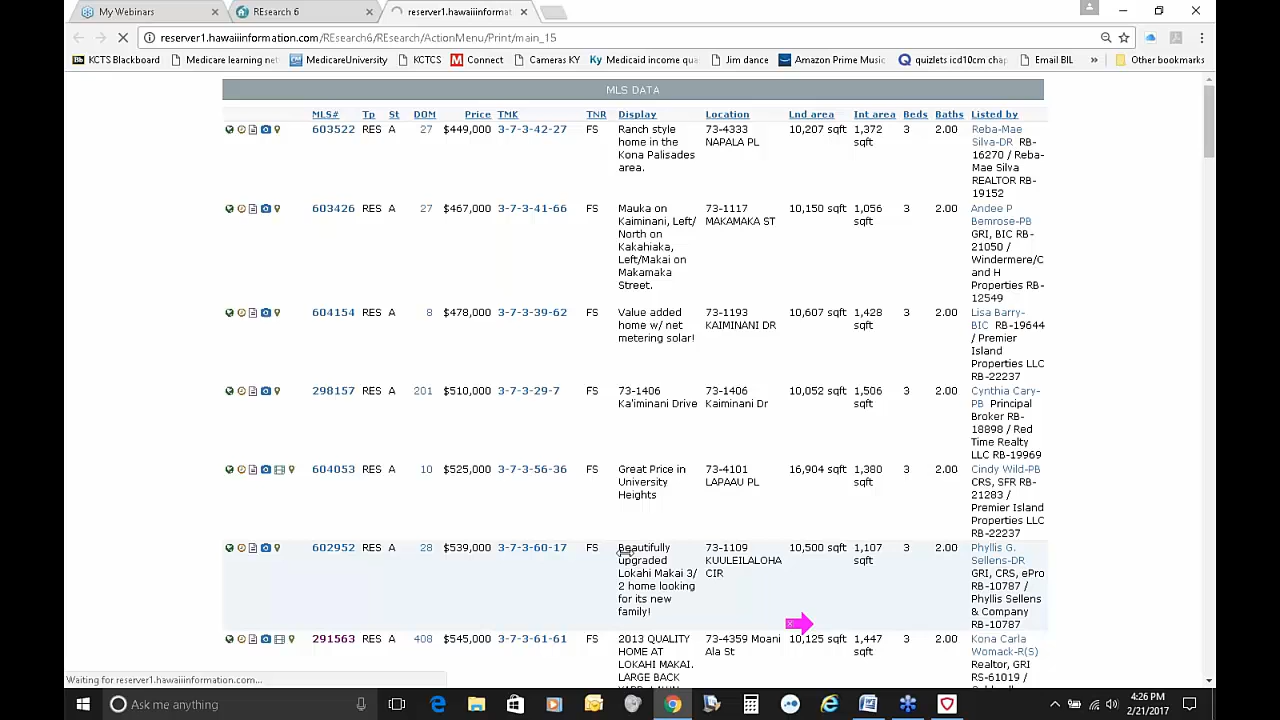 My Webinars
REsearch 6
reserver1.hawaiiinformat
reserver1.hawaiiinformation.com/REsearch6/REsearch/ActionMenu/Print/main_15
Bb KCTS Blackboard
Medicare learning net
MedicareUniversity
KCTCS
M Connect
Cameras KY
Ky Medicaid income qua
Jim dance
Amazon Prime Music
quizlets icd10cm chap
Email BIL
»
Other bookmarks
MLS DATA
MLS# Tp St DOM Price TMK TNR Display Location Lnd area Int area Beds Baths Listed by
603522 RES A 27 $449,000 3-7-3-42-27 FS Ranch style 73-4333 10,207 sqft 1,372 3 2.00 Reba-Mae
home in the NAPALA PL sqft Silva-DR RB-
Kona Palisades 16270 / Reba-
area. Mae Silva
REALTOR RB-
19152
603426 RES A 27 $467,000 3-7-3-41-66 FS Mauka on 73-1117 10,150 sqft 1,056 3 2.00 Andee P
Kaiminani, Left/ MAKAMAKA ST sqft Bemrose-PB
North on GRI, BIC RB-
Kakahiaka, 21050 /
Left/Makai on Windermere/C
Makamaka and H
Street. Properties RB-
12549
604154 RES A 8 $478,000 3-7-3-39-62 FS Value added 73-1193 10,607 sqft 1,428 3 2.00 Lisa Barry-
home w/ net KAIMINANI DR sqft BIC RB-19644
metering solar! / Premier
Island
Properties LLC
RB-22237
298157 RES A 201 $510,000 3-7-3-29-7 FS 73-1406 73-1406 10,052 sqft 1,506 3 2.00 Cynthia Cary-
Ka'iminani Drive Kaiminani Dr sqft PB Principal
Broker RB-
18898 / Red
Time Realty
LLC RB-19969
604053 RES A 10 $525,000 3-7-3-56-36 FS Great Price in 73-4101 16,904 sqft 1,380 3 2.00 Cindy Wild-PB
University LAPAAU PL sqft CRS, SFR RB-
Heights 21283 /
Premier Island
Properties LLC
RB-22237
602952 RES A 28 $539,000 3-7-3-60-17 FS Beautifully 73-1109 10,500 sqft 1,107 3 2.00 Phyllis G.
upgraded KUULEILALOHA sqft Sellens-DR
Lokahi Makai 3/ CIR GRI, CRS, ePro
2 home looking RB-10787 /
for its new Phyllis Sellens
family! & Company
RB-10787
291563 RES A 408 $545,000 3-7-3-61-61 FS 2013 QUALITY 73-4359 Moani 10,125 sqft 1,447 3 2.00 Kona Carla
HOME AT Ala St sqft Womack-R(S)
LOKAHI MAKAI. Realtor, GRI
LARGE BACK RS-61019 /
Waiting for reserver1.hawaiiinformation.com...
Ask me anything
4:26 PM
2/21/2017